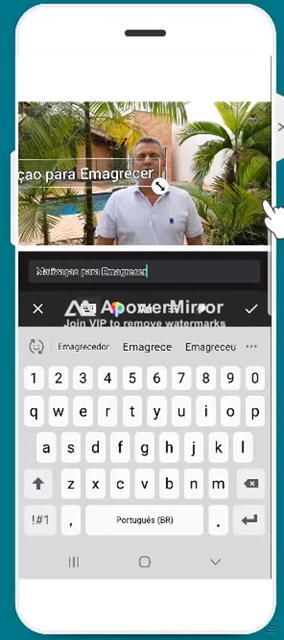 çao para Emagrecer
Motivaçao para Emagrecer
ApowerMirror
Join VIP to remove watermarks
Emagrecedor Emagrece Emagreceu
1 2 3 4 5 6 7 8 9 0
q w e r t y u i o p
a s d f g h j k l
z x c v b n m
!#1 , Português (BR) .